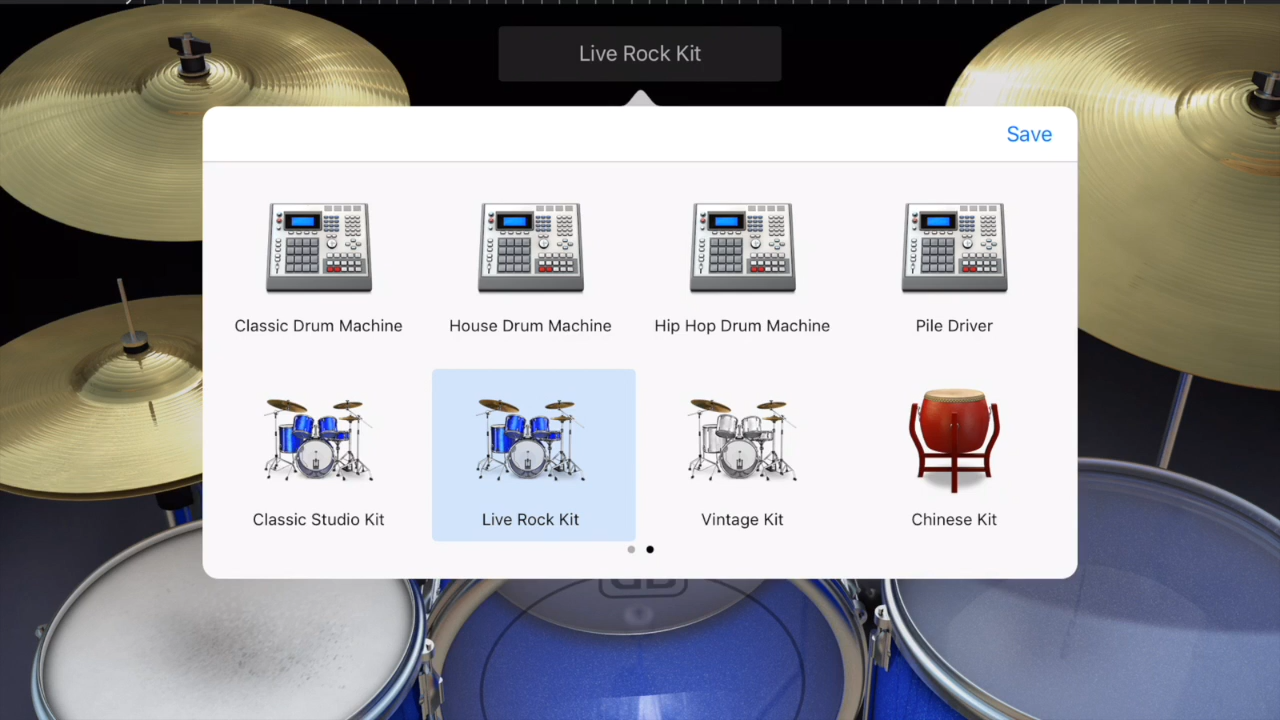 Live Rock Kit
Save
Classic Drum Machine
House Drum Machine
Hip Hop Drum Machine
Pile Driver
Classic Studio Kit
Live Rock Kit
Vintage Kit
Chinese Kit